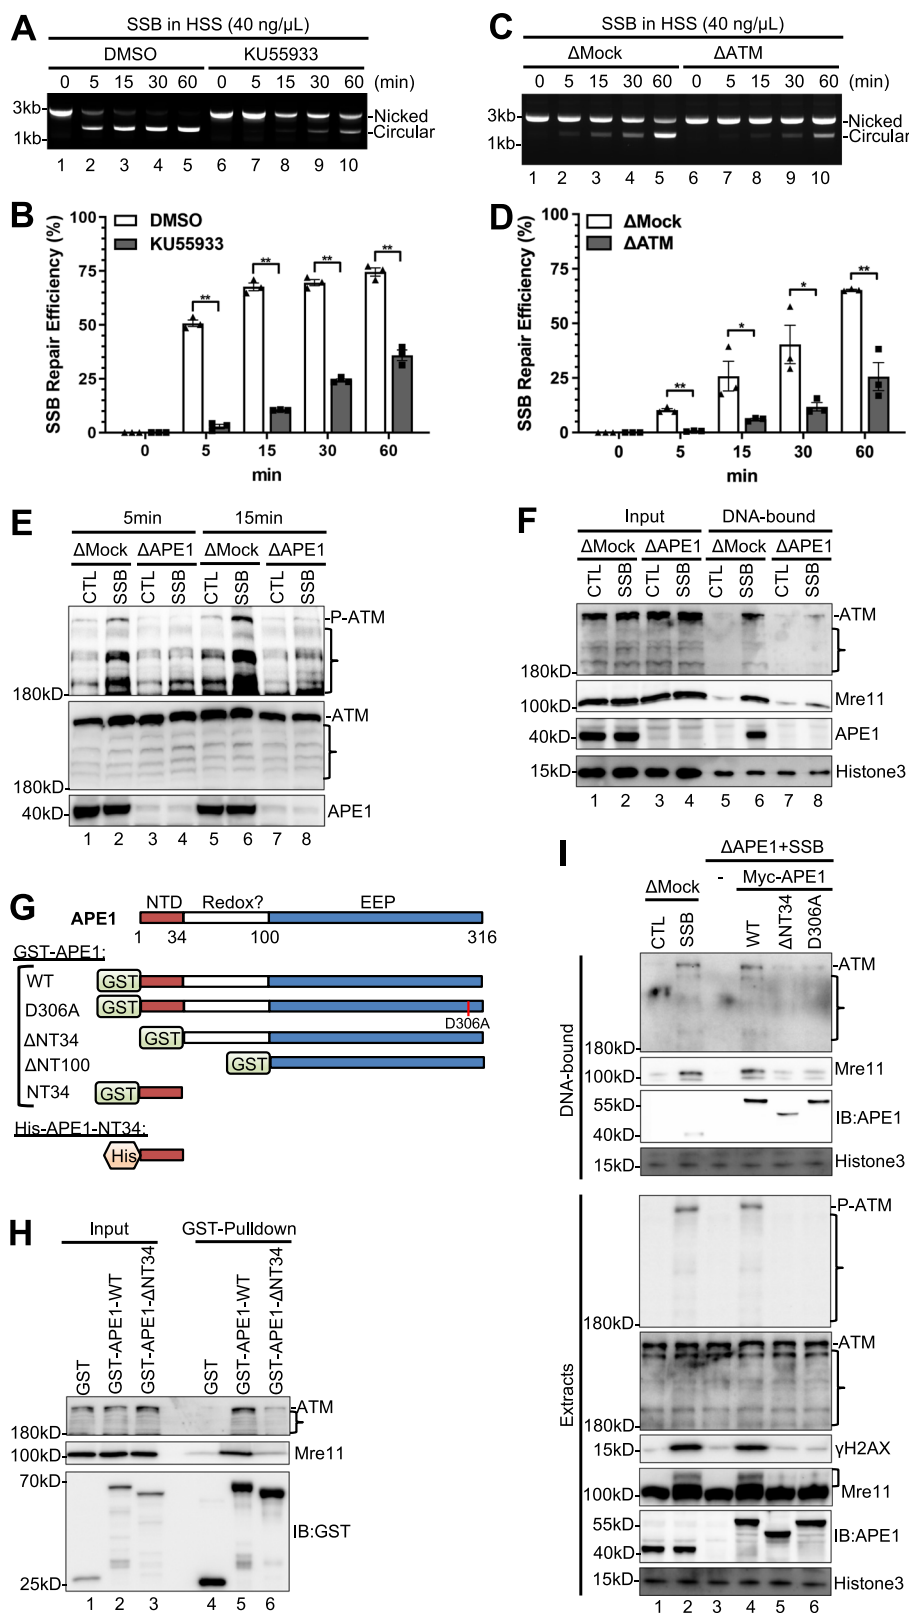 A
SSB in HSS (40 ng/µL)
DMSO KU55933
0 5 15 30 60 0 5 15 30 60 (min)
3kb
1kb
Nicked
Circular
1 2 3 4 5 6 7 8 9 10
C
SSB in HSS (40 ng/µL)
ΔMock ΔATM
0 5 15 30 60 0 5 15 30 60 (min)
3kb
1kb
Nicked
Circular
1 2 3 4 5 6 7 8 9 10
B
SSB Repair Efficiency (%)
100
75
50
25
0
DMSO
KU55933
** ** ** **
0 5 15 30 60
min
D
SSB Repair Efficiency (%)
100
75
50
25
0
ΔMock
ΔATM
** * * **
0 5 15 30 60
min
E
5min 15min
ΔMock ΔAPE1 ΔMock ΔAPE1
CTL SSB CTL SSB CTL SSB CTL SSB
P-ATM
180kD
ATM
180kD
40kD APE1
1 2 3 4 5 6 7 8
F
Input DNA-bound
ΔMock ΔAPE1 ΔMock ΔAPE1
CTL SSB CTL SSB CTL SSB CTL SSB
ATM
180kD
100kD Mre11
40kD APE1
15kD Histone3
1 2 3 4 5 6 7 8
G
NTD Redox? EEP
APE1
1 34 100 316
GST-APE1:
WT GST
D306A GST
D306A
ΔNT34 GST
ΔNT100 GST
NT34 GST
His-APE1-NT34:
His
H
Input GST-Pulldown
GST GST-APE1-WT GST-APE1-ΔNT34 GST GST-APE1-WT GST-APE1-ΔNT34
ATM
180kD
100kD Mre11
70kD
IB:GST
25kD
1 2 3 4 5 6
I
ΔAPE1+SSB
ΔMock - Myc-APE1
CTL SSB WT ΔNT34 D306A
DNA-bound
ATM
180kD
100kD Mre11
55kD
IB:APE1
40kD
15kD Histone3
Extracts
P-ATM
180kD
ATM
180kD
15kD γH2AX
100kD Mre11
55kD
IB:APE1
40kD
15kD Histone3
1 2 3 4 5 6